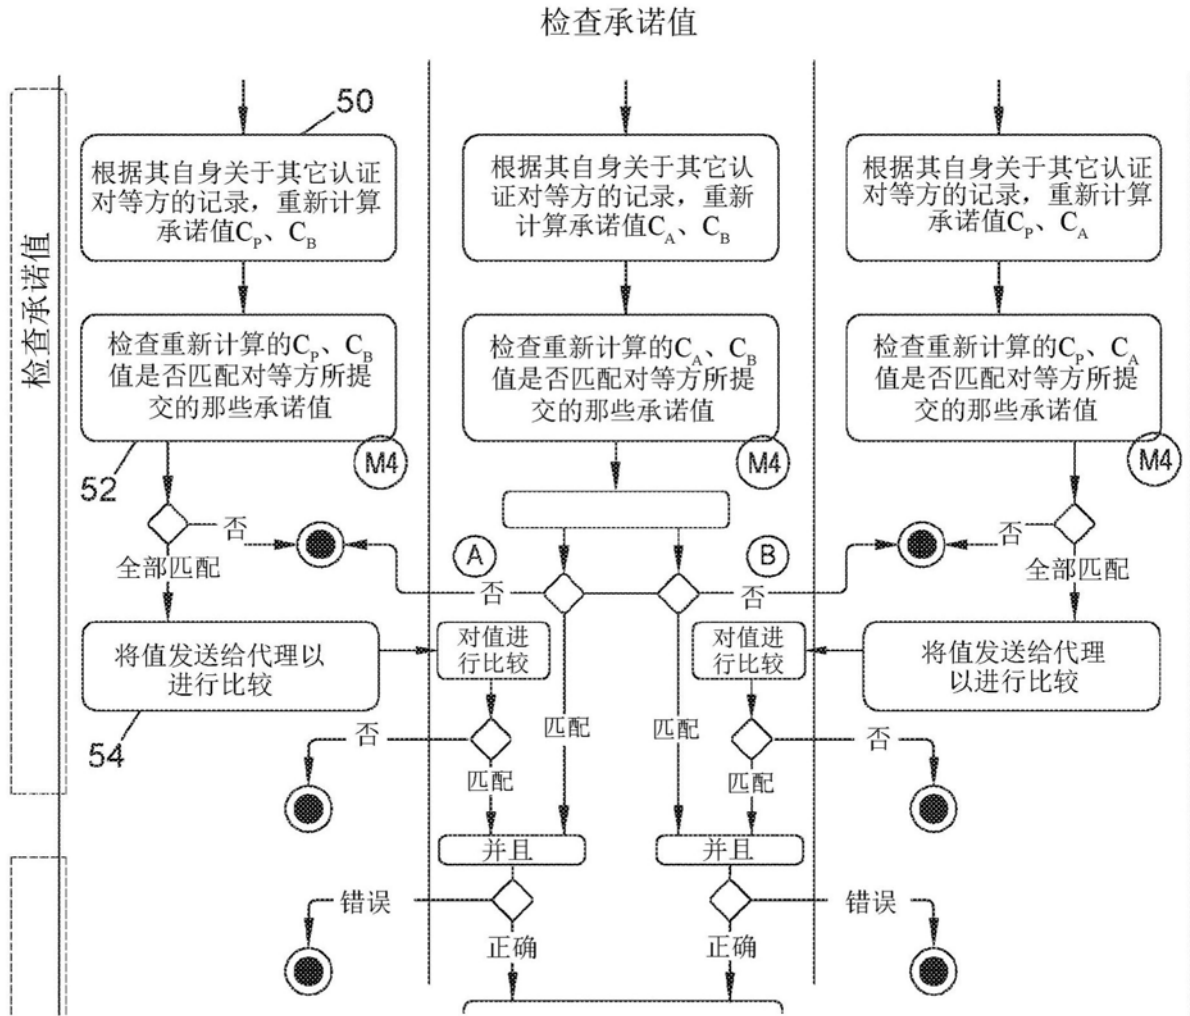 检查承诺值
检查承诺值
50
根据其自身关于其它认证
对等方的记录，重新计算
承诺值CP、CB
根据其自身关于其它认
证对等方的记录，重新
计算承诺值CA、CB
根据其自身关于其它认证
对等方的记录，重新计算
承诺值CP、CA
检查重新计算的CP、CB
值是否匹配对等方所提
交的那些承诺值
检查重新计算的CA、CB
值是否匹配对等方所提
交的那些承诺值
检查重新计算的CP、CA
值是否匹配对等方所提
交的那些承诺值
52
M4
M4
M4
否
全部匹配
A
否
B
否
否
全部匹配
将值发送给代理以
进行比较
对值进
行比较
对值进
行比较
将值发送给代理
以进行比较
54
否
匹配
匹配
匹配
匹配
否
并且
并且
错误
正确
正确
错误